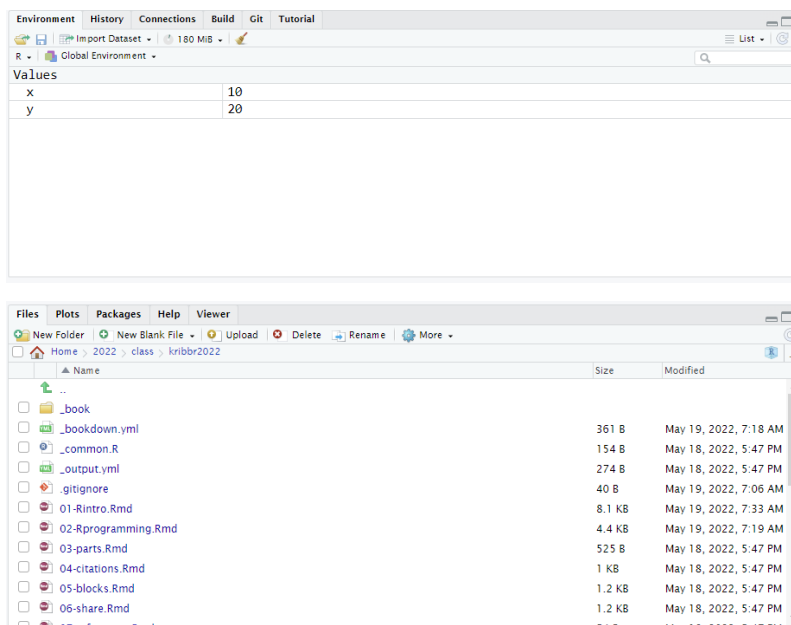 Environment History Connections Build Git Tutorial
Import Dataset 180 MiB List
R Global Environment
Values
x 10
y 20
Files Plots Packages Help Viewer
New Folder New Blank File Upload Delete Rename More
Home 2022 class kribbr2022 R
Name Size Modified
..
_book
_bookdown.yml 361 B May 19, 2022, 7:18 AM
_common.R 154 B May 18, 2022, 5:47 PM
_output.yml 274 B May 18, 2022, 5:47 PM
.gitignore 40 B May 19, 2022, 7:06 AM
01-Rintro.Rmd 8.1 KB May 19, 2022, 7:33 AM
02-Rprogramming.Rmd 4.4 KB May 19, 2022, 7:19 AM
03-parts.Rmd 525 B May 18, 2022, 5:47 PM
04-citations.Rmd 1 KB May 18, 2022, 5:47 PM
05-blocks.Rmd 1.2 KB May 18, 2022, 5:47 PM
06-share.Rmd 1.2 KB May 18, 2022, 5:47 PM